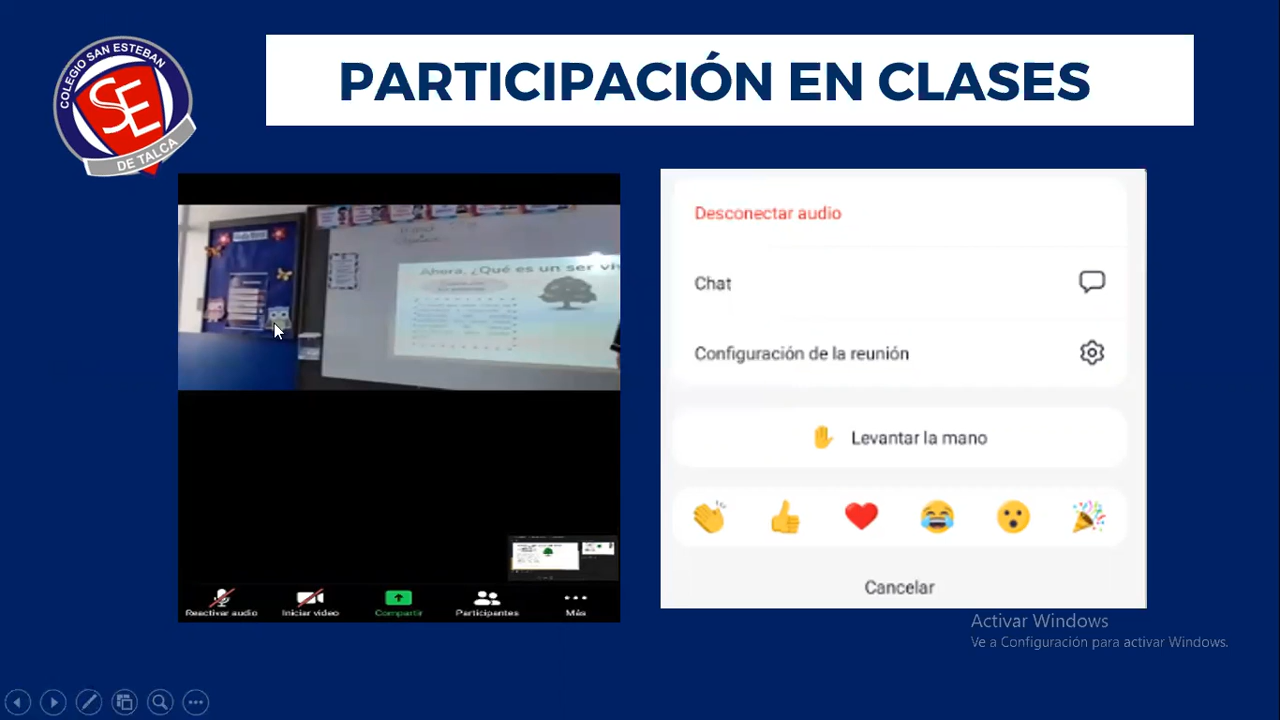 COLEGIO SAN ESTEBAN
SE
DE TALCA
PARTICIPACIÓN EN CLASES
Ahora, ¿Qué es un ser vi
Reactivar audio
Iniciar video
Compartir
Participantes
Más
Desconectar audio
Chat
Configuración de la reunión
Levantar la mano
Cancelar
Activar Windows
Ve a Configuración para activar Windows.